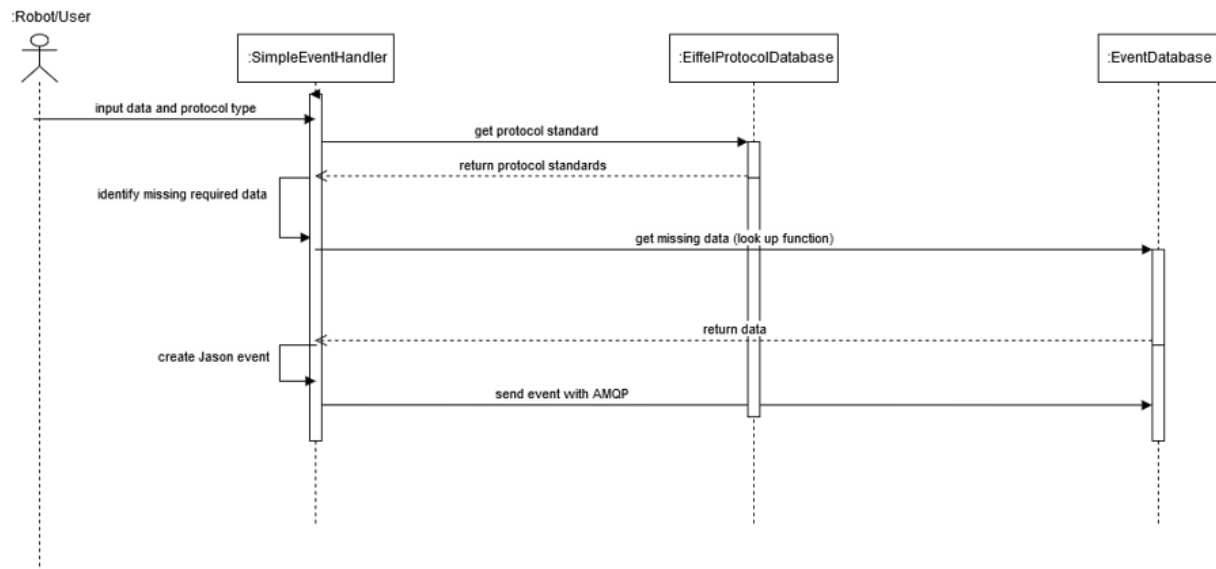 :Robot/User
:SimpleEventHandler
:EiffelProtocolDatabase
:EventDatabase
input data and protocol type
get protocol standard
return protocol standards
identify missing required data
get missing data (look up function)
return data
create Jason event
send event with AMQP